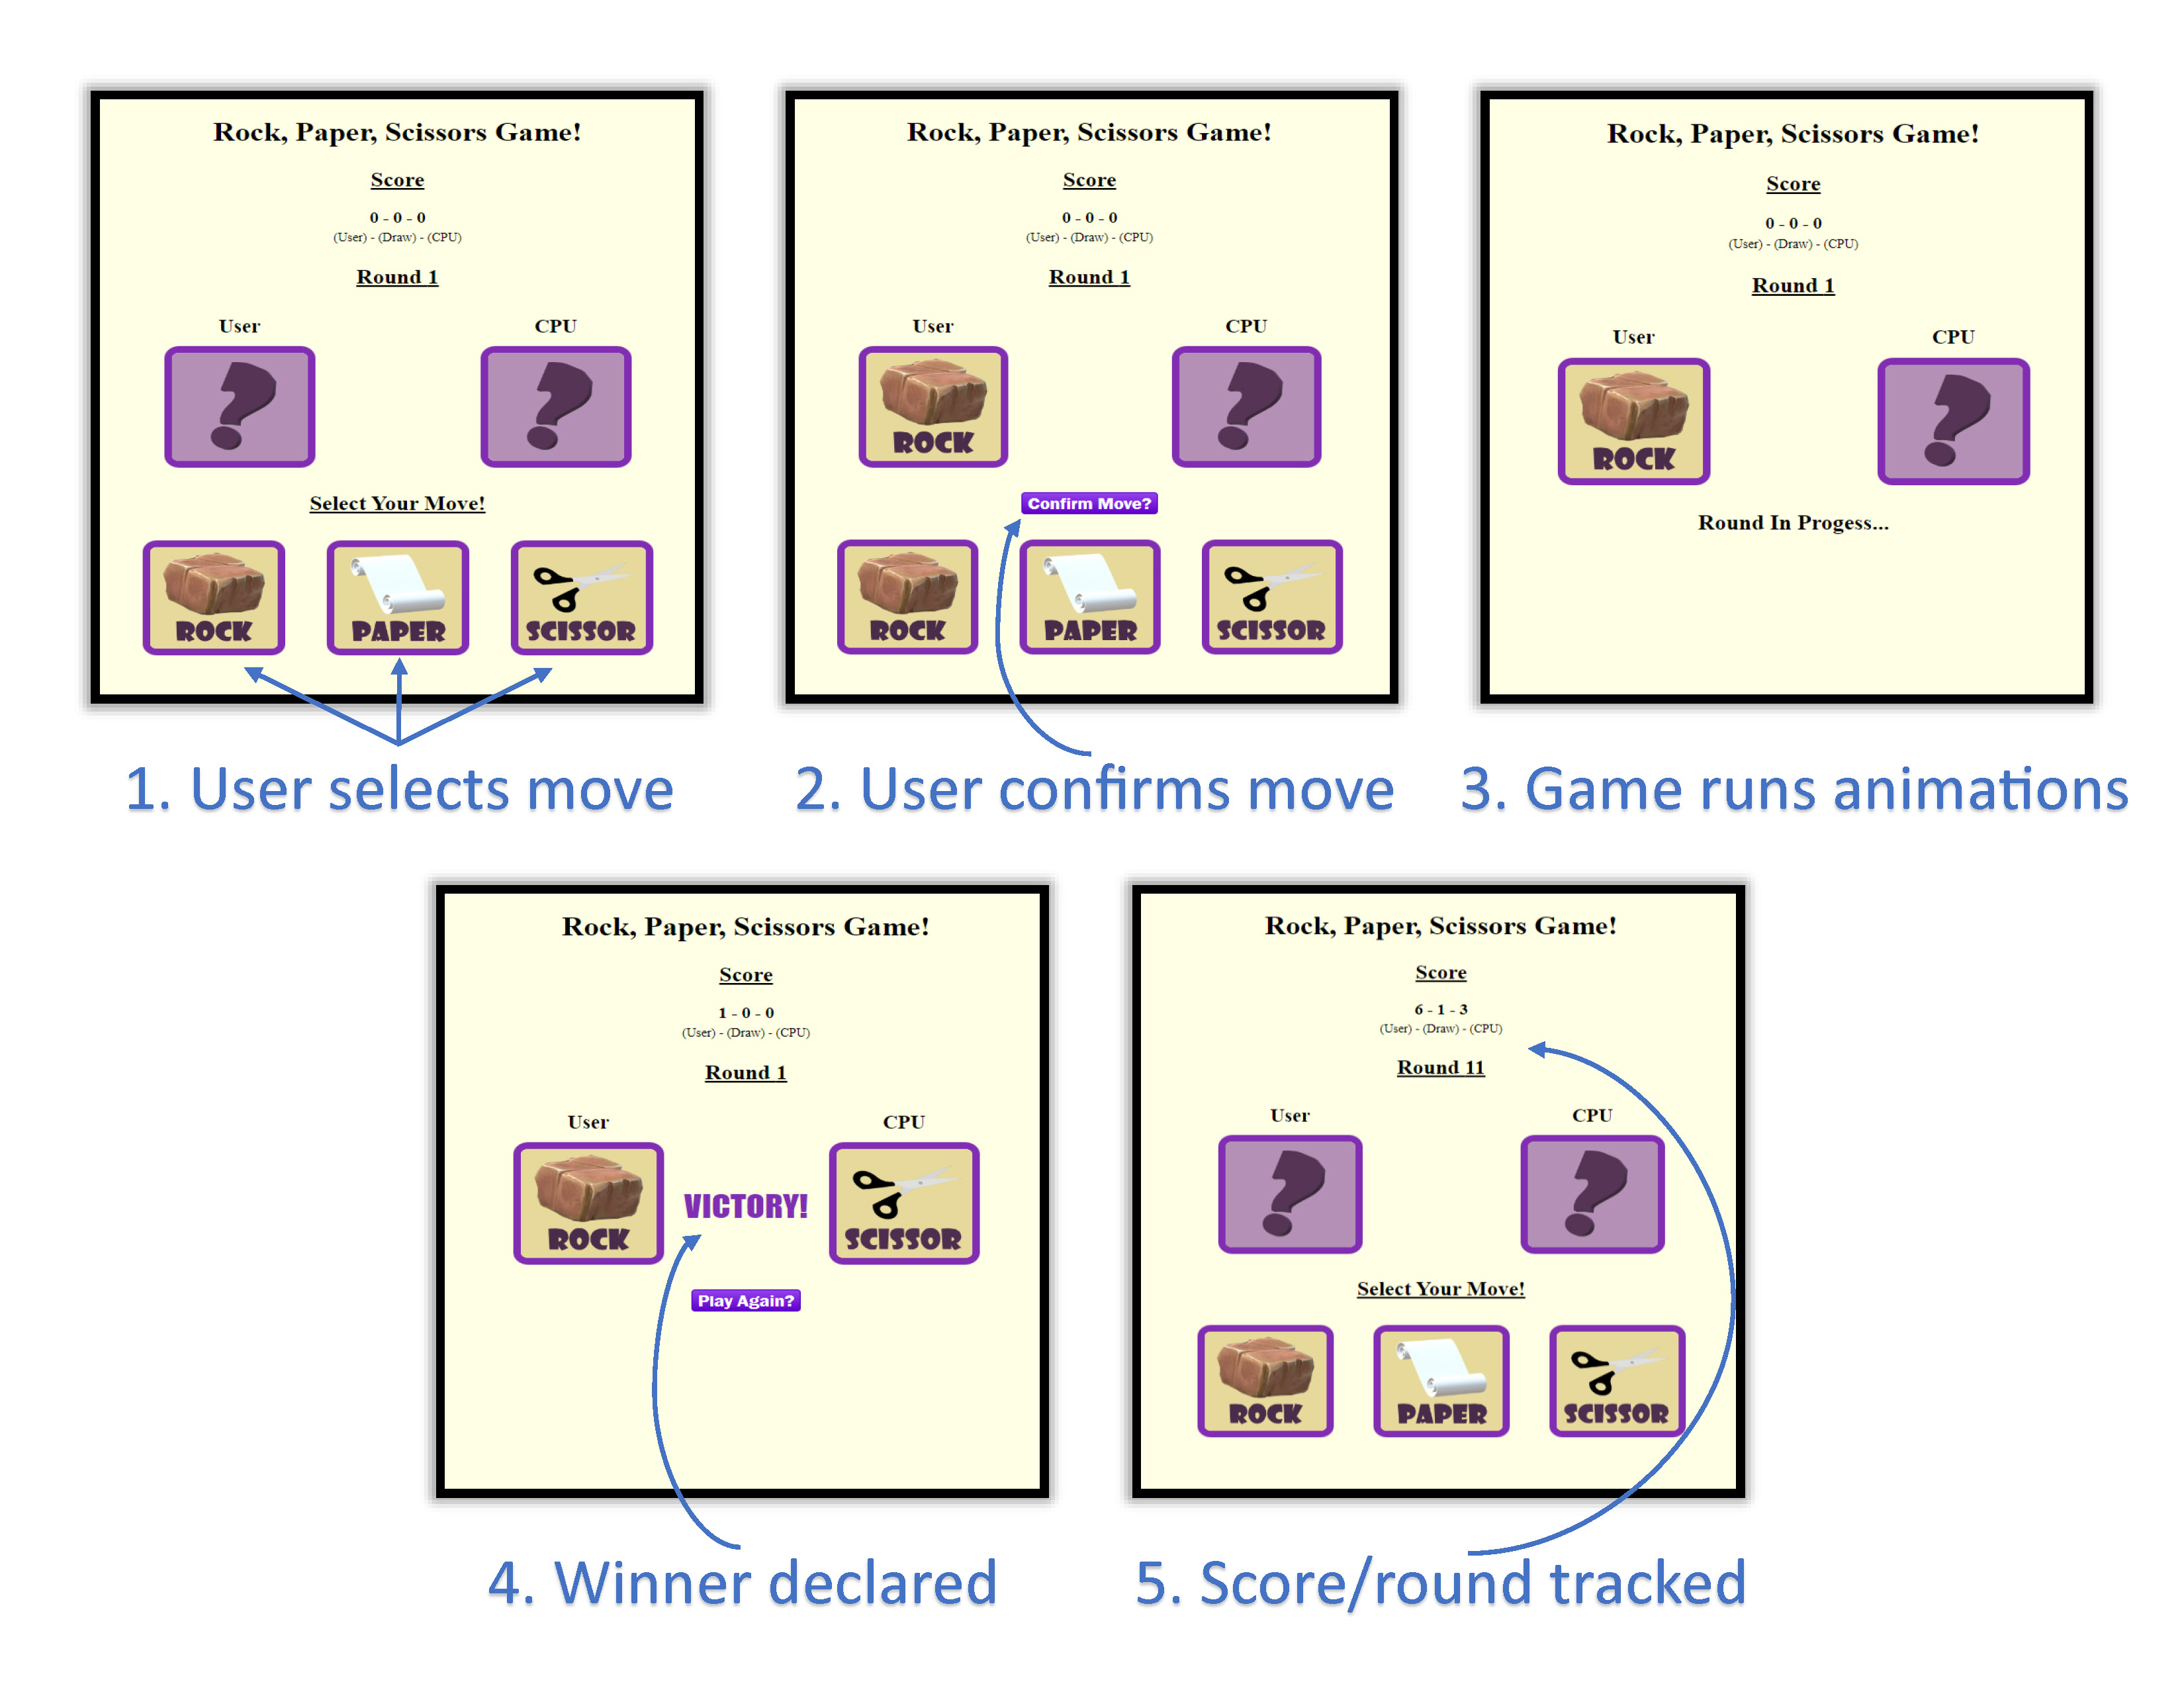 Rock, Paper, Scissors Game!
Score
0 - 0 - 0
(User) - (Draw) - (CPU)
Round 1
User CPU
Select Your Move!
ROCK PAPER SCISSOR
1. User selects move
Rock, Paper, Scissors Game!
Score
0 - 0 - 0
(User) - (Draw) - (CPU)
Round 1
User CPU
ROCK
Confirm Move?
ROCK PAPER SCISSOR
2. User confirms move
Rock, Paper, Scissors Game!
Score
0 - 0 - 0
(User) - (Draw) - (CPU)
Round 1
User CPU
ROCK
Round In Progess...
3. Game runs animations
Rock, Paper, Scissors Game!
Score
1 - 0 - 0
(User) - (Draw) - (CPU)
Round 1
User CPU
VICTORY!
ROCK SCISSOR
Play Again?
4. Winner declared
Rock, Paper, Scissors Game!
Score
6 - 1 - 3
(User) - (Draw) - (CPU)
Round 11
User CPU
Select Your Move!
ROCK PAPER SCISSOR
5. Score/round tracked